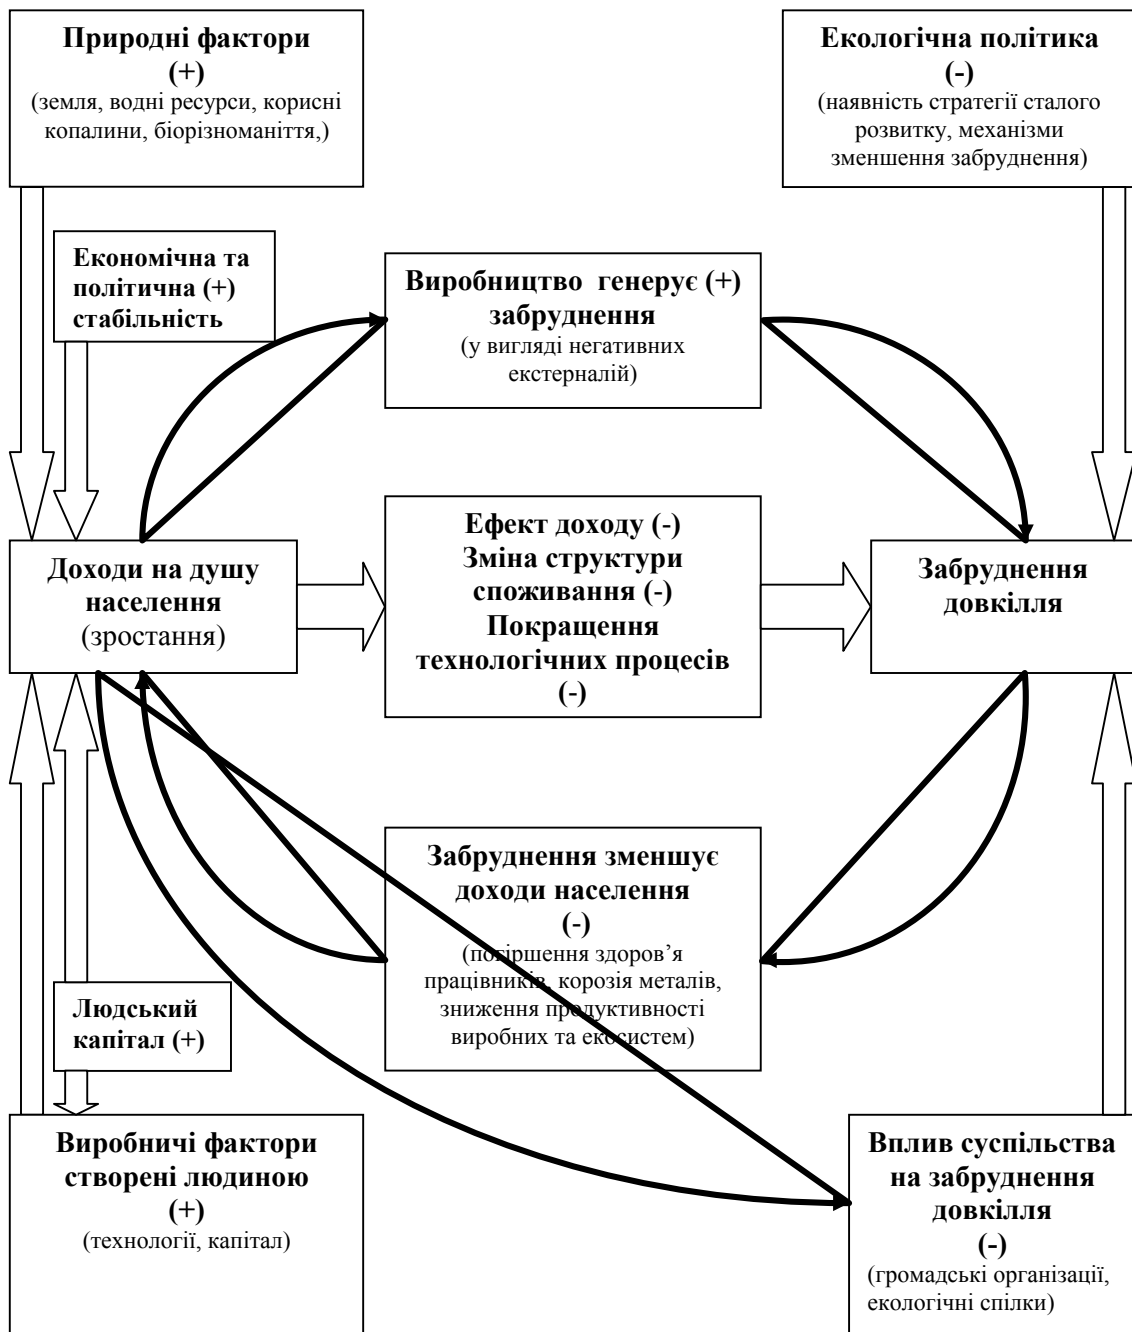 Природні фактори
(+)
(земля, водні ресурси, корисні
копалини, біорізноманіття,)
Екологічна політика
(-)
(наявність стратегії сталого
розвитку, механізми
зменшення забруднення)
Економічна та
політична (+)
стабільність
Виробництво генерує (+)
забруднення
(у вигляді негативних
екстерналій)
Доходи на душу
населення
(зростання)
Ефект доходу (-)
Зміна структури
споживання (-)
Покращення
технологічних процесів
(-)
Забруднення
довкілля
Забруднення зменшує
доходи населення
(-)
(погіршення здоров’я
працівників, корозія металів,
зниження продуктивності
виробних та екосистем)
Людський
капітал (+)
Виробничі фактори
створені людиною
(+)
(технології, капітал)
Вплив суспільства
на забруднення
довкілля
(-)
(громадські організації,
екологічні спілки)